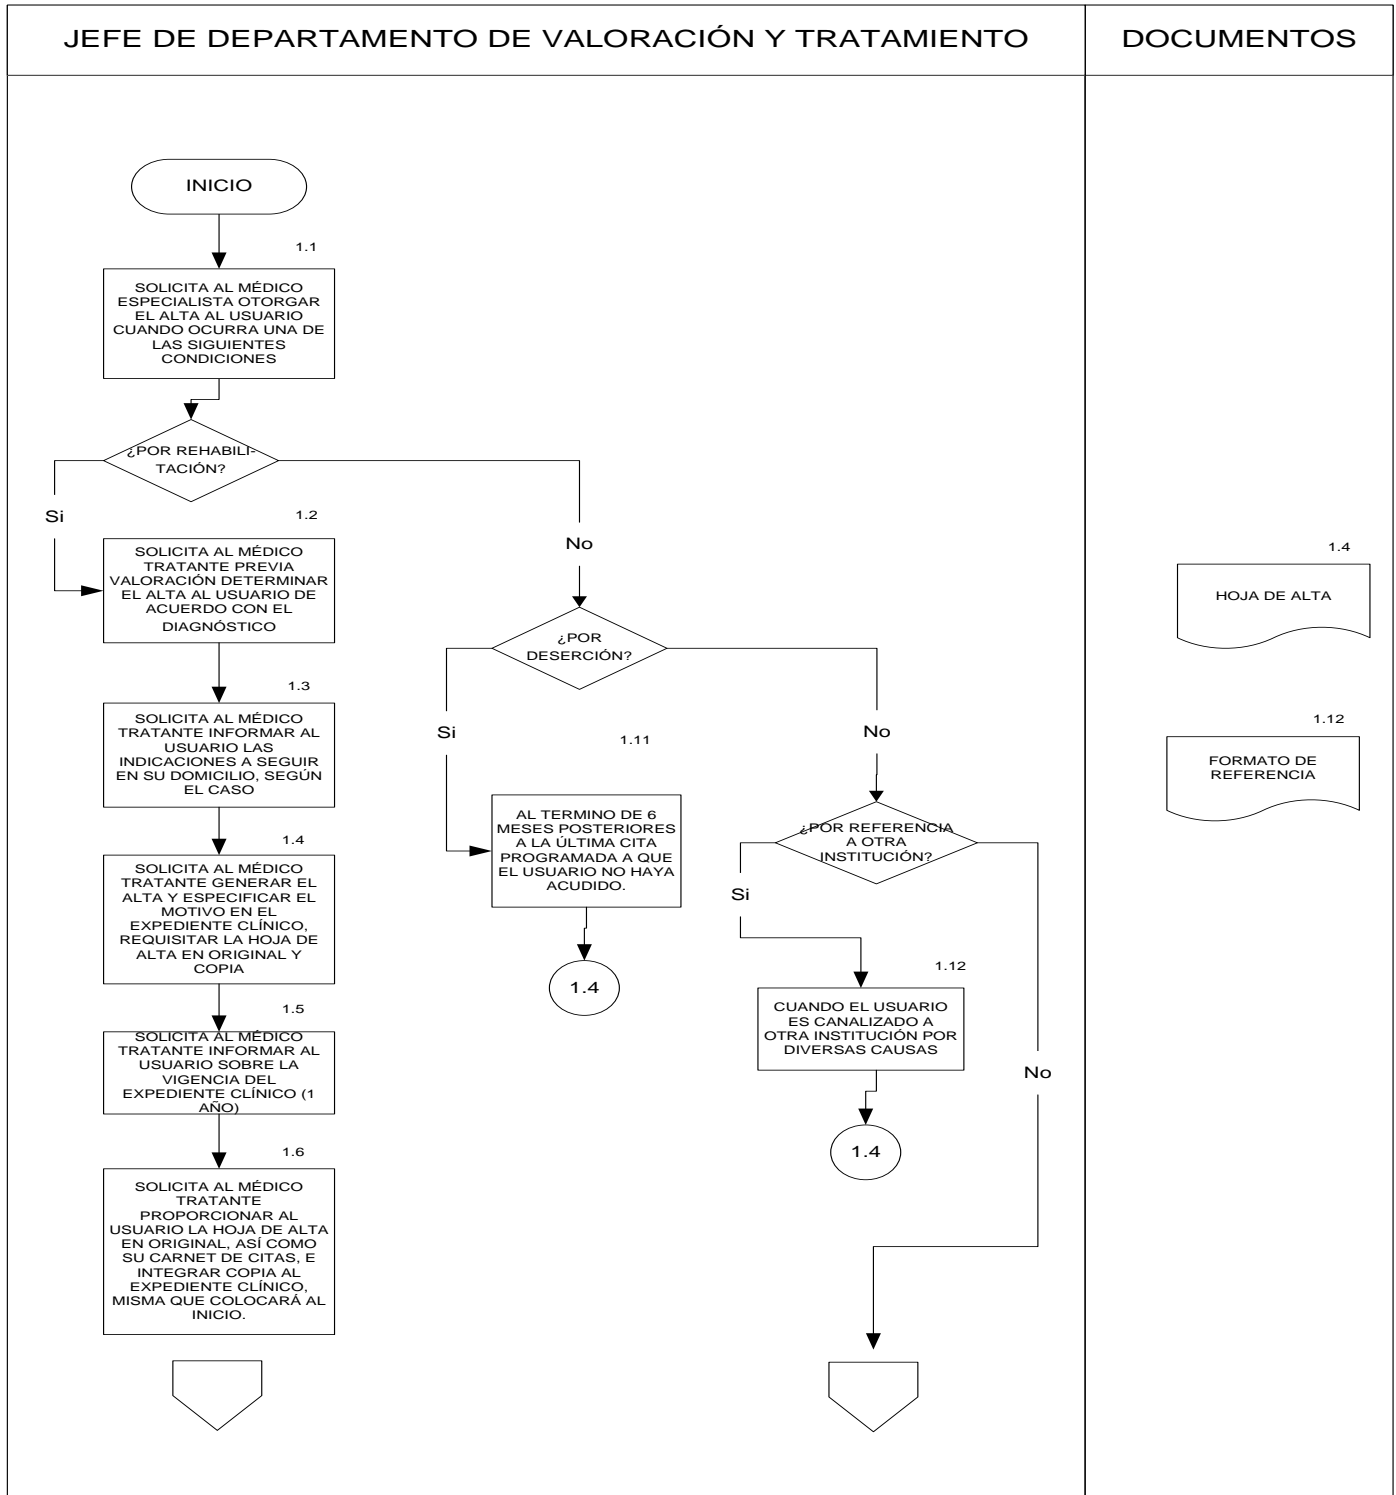 JEFE DE DEPARTAMENTO DE VALORACIÓN Y TRATAMIENTO
DOCUMENTOS
INICIO
1.1
SOLICITA AL MÉDICO
ESPECIALISTA OTORGAR
EL ALTA AL USUARIO
CUANDO OCURRA UNA DE
LAS SIGUIENTES
CONDICIONES
¿POR REHABILI-
TACIÓN?
Si
No
1.2
SOLICITA AL MÉDICO
TRATANTE PREVIA
VALORACIÓN DETERMINAR
EL ALTA AL USUARIO DE
ACUERDO CON EL
DIAGNÓSTICO
1.3
SOLICITA AL MÉDICO
TRATANTE INFORMAR AL
USUARIO LAS
INDICACIONES A SEGUIR
EN SU DOMICILIO, SEGÚN
EL CASO
1.4
SOLICITA AL MÉDICO
TRATANTE GENERAR EL
ALTA Y ESPECIFICAR EL
MOTIVO EN EL
EXPEDIENTE CLÍNICO,
REQUISITAR LA HOJA DE
ALTA EN ORIGINAL Y
COPIA
1.5
SOLICITA AL MÉDICO
TRATANTE INFORMAR AL
USUARIO SOBRE LA
VIGENCIA DEL
EXPEDIENTE CLÍNICO (1
AÑO)
1.6
SOLICITA AL MÉDICO
TRATANTE
PROPORCIONAR AL
USUARIO LA HOJA DE ALTA
EN ORIGINAL, ASÍ COMO
SU CARNET DE CITAS, E
INTEGRAR COPIA AL
EXPEDIENTE CLÍNICO,
MISMA QUE COLOCARÁ AL
INICIO.
¿POR
DESERCIÓN?
Si
No
1.11
AL TERMINO DE 6
MESES POSTERIORES
A LA ÚLTIMA CITA
PROGRAMADA A QUE
EL USUARIO NO HAYA
ACUDIDO.
1.4
¿POR REFERENCIA
A OTRA
INSTITUCIÓN?
Si
No
1.12
CUANDO EL USUARIO
ES CANALIZADO A
OTRA INSTITUCIÓN POR
DIVERSAS CAUSAS
1.4
1.4
HOJA DE ALTA
1.12
FORMATO DE
REFERENCIA